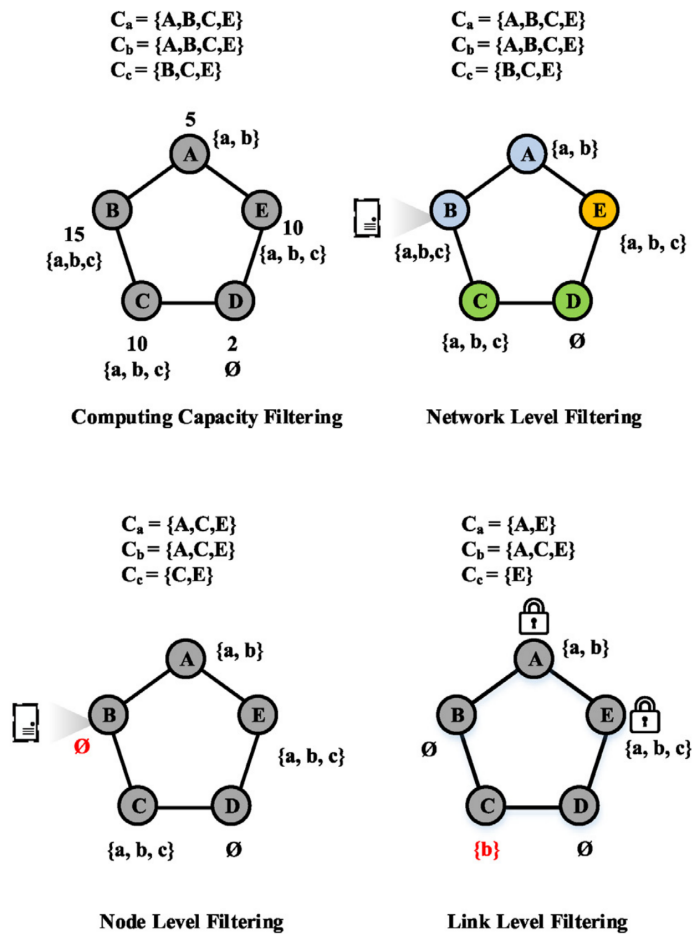 Cₐ = {A,B,C,E}
C_b = {A,B,C,E}
C_c = {B,C,E}
5
A
{a, b}
B
E
15
10
{a,b,c}
{a, b, c}
C
D
10
2
{a, b, c}
Ø
Computing Capacity Filtering
Cₐ = {A,B,C,E}
C_b = {A,B,C,E}
C_c = {B,C,E}
A
{a, b}
B
E
{a,b,c}
{a, b, c}
C
D
{a, b, c}
Ø
Network Level Filtering
Cₐ = {A,C,E}
C_b = {A,C,E}
C_c = {C,E}
A
{a, b}
B
E
Ø
{a, b, c}
C
D
{a, b, c}
Ø
Node Level Filtering
Cₐ = {A,E}
C_b = {A,C,E}
C_c = {E}
A
{a, b}
B
E
Ø
{a, b, c}
C
D
{b}
Ø
Link Level Filtering